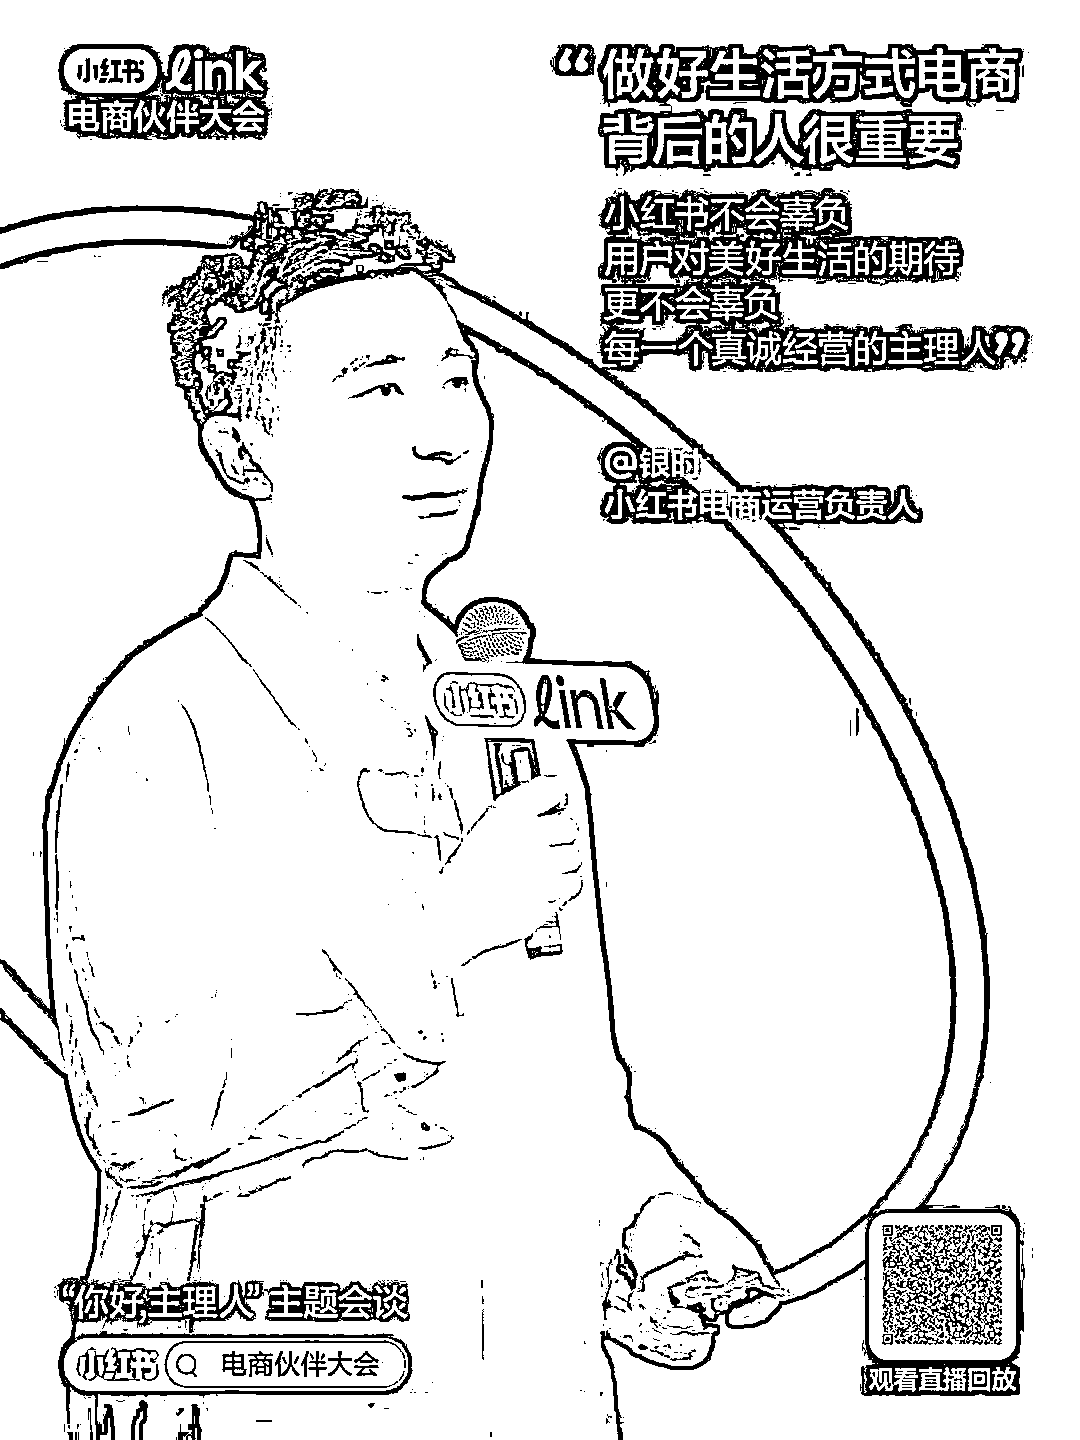 小红书 link
电商伙伴大会
“做好生活方式电商
背后的人很重要
小红书不会辜负
用户对美好生活的期待
更不会辜负
每一个真诚经营的主理人”
@银时
小红书电商运营负责人
小红书 link
“你好,主理人”主题会谈
小红书 电商伙伴大会
观看直播回放